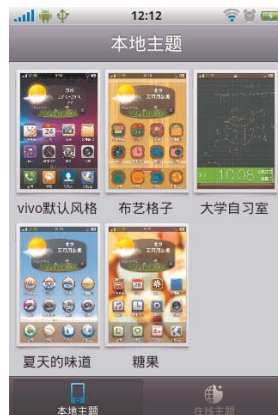 12:12
本地主题
vivo默认风格
布艺格子
大学自习室
夏天的味道
糖果
本地主题
在线主题